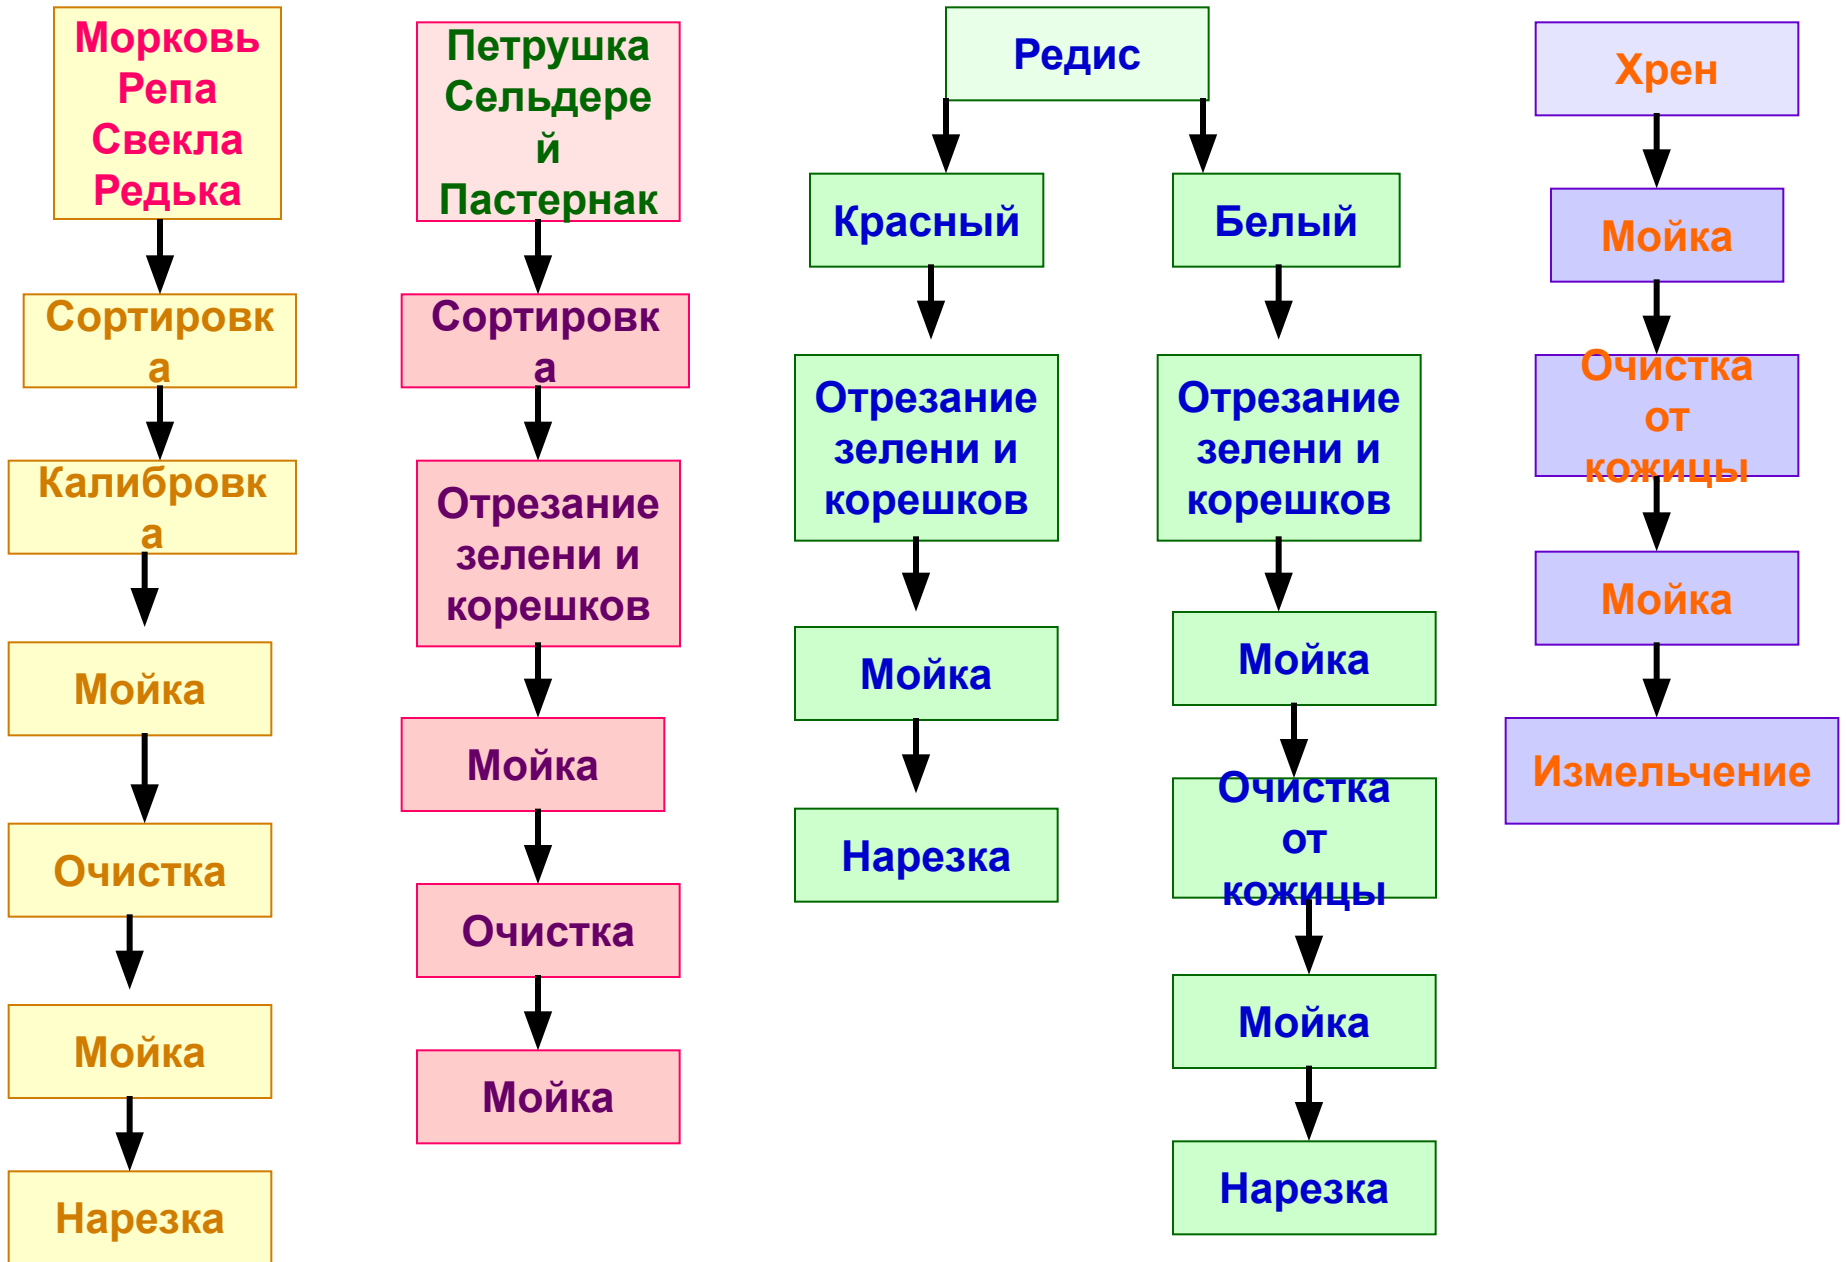 Морковь
Репа
Свекла
Редька
Сортировк
а
Калибровк
а
Мойка
Очистка
Мойка
Нарезка
Петрушка
Сельдере
й
Пастернак
Сортировк
а
Отрезание
зелени и
корешков
Мойка
Очистка
Мойка
Редис
Красный
Отрезание
зелени и
корешков
Мойка
Нарезка
Белый
Отрезание
зелени и
корешков
Мойка
Очистка
от
кожицы
Мойка
Нарезка
Хрен
Мойка
Очистка
от
кожицы
Мойка
Измельчение